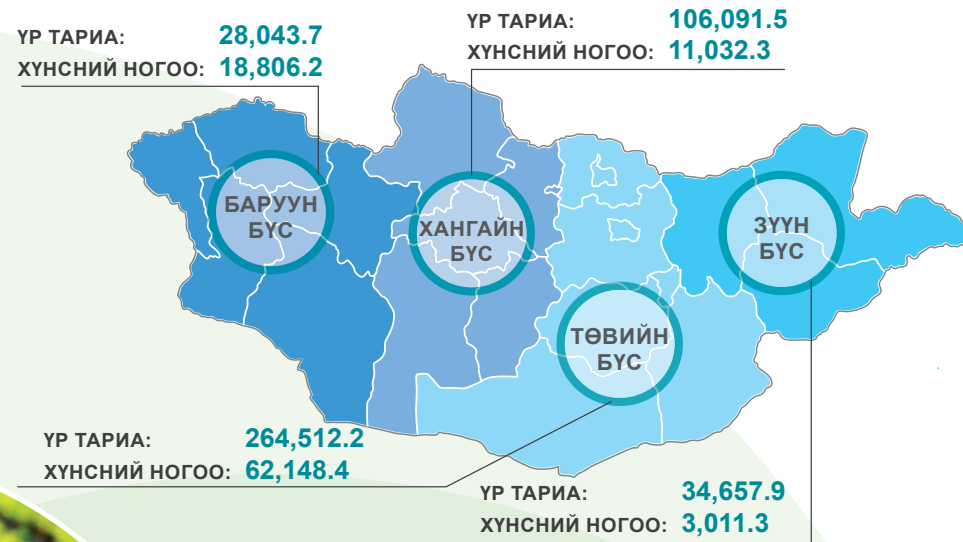 ҮР ТАРИА: 28,043.7
ХҮНСНИЙ НОГОО: 18,806.2
ҮР ТАРИА: 106,091.5
ХҮНСНИЙ НОГОО: 11,032.3
БАРУУН
БҮС
ХАНГАЙН
БҮС
ЗҮҮН
БҮС
ТӨВИЙН
БҮС
ҮР ТАРИА: 264,512.2
ХҮНСНИЙ НОГОО: 62,148.4
ҮР ТАРИА: 34,657.9
ХҮНСНИЙ НОГОО: 3,011.3